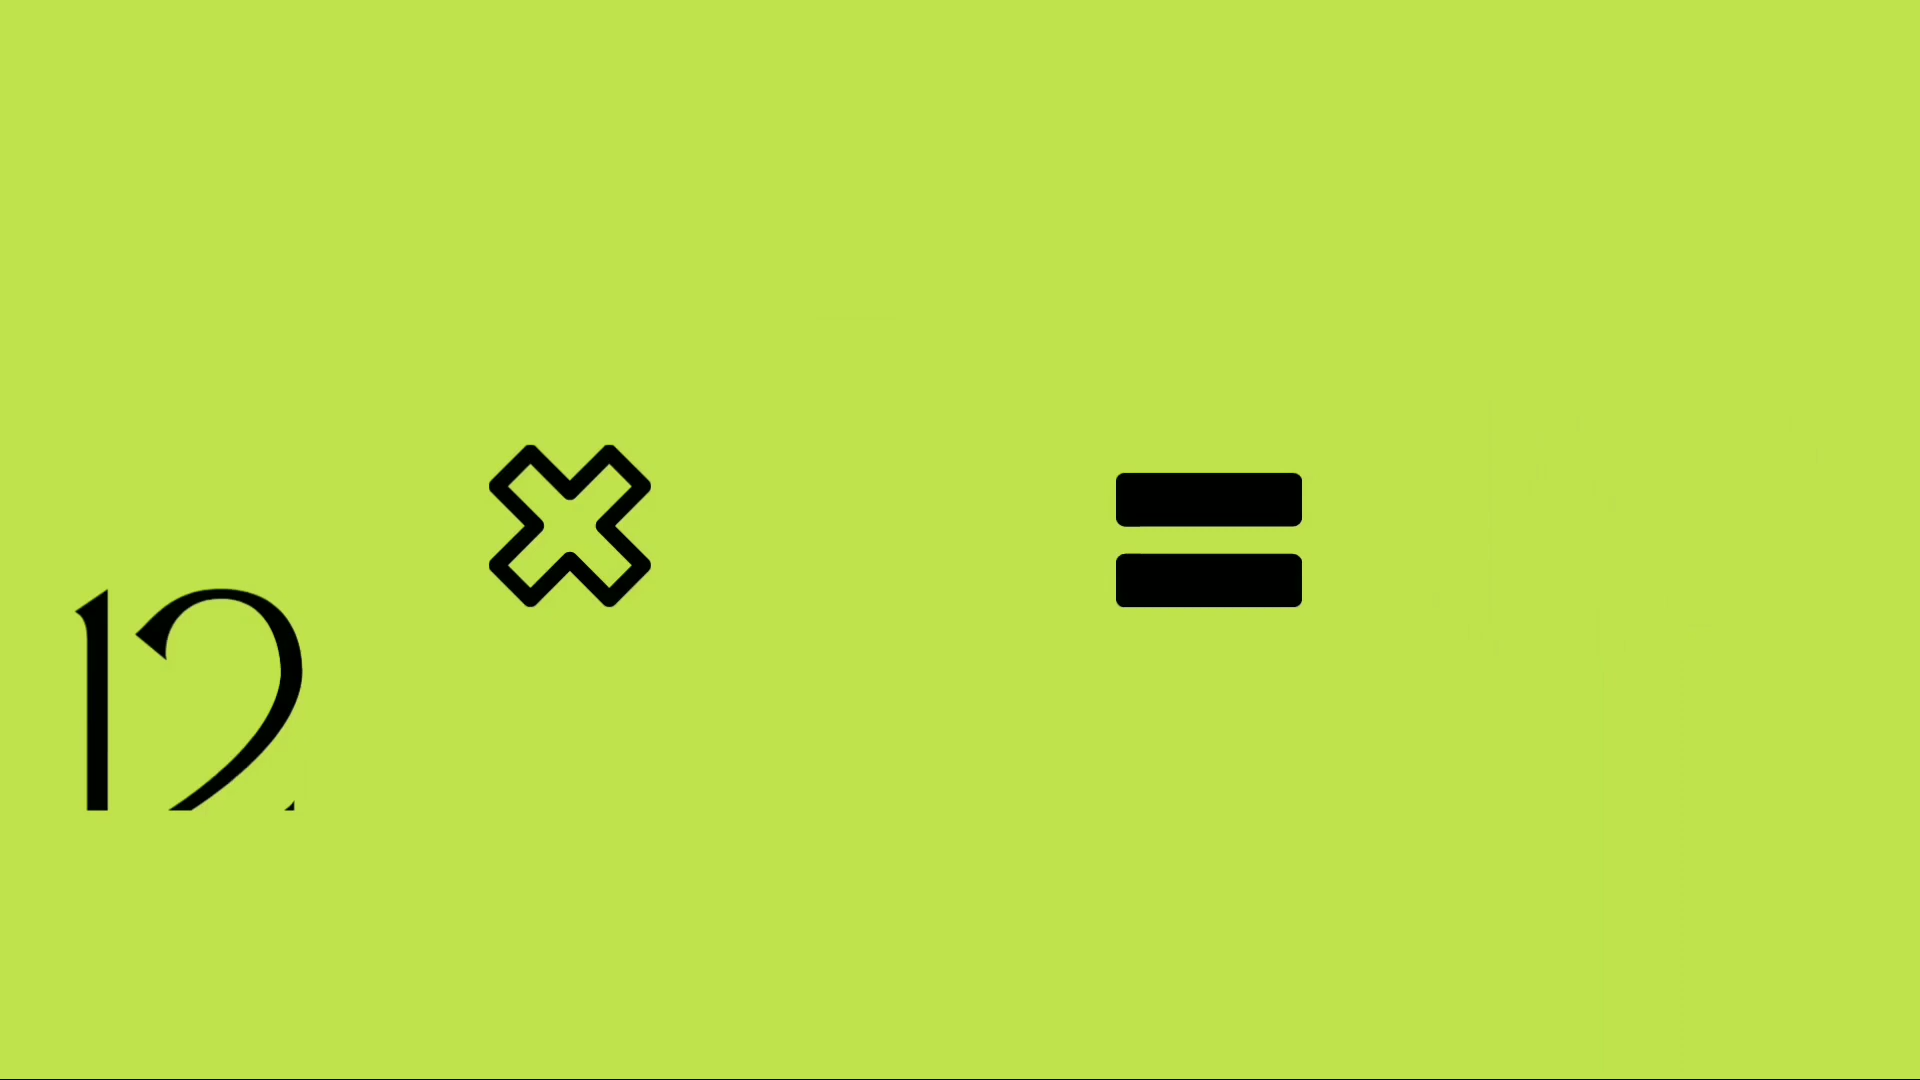 12 × =